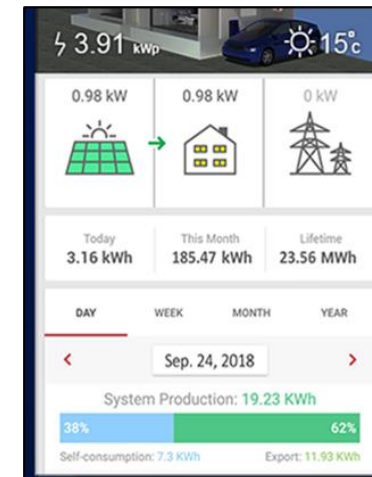 3.91 kWp 15°c
0.98 kW 0.98 kW 0 kW
Today This Month Lifetime
3.16 kWh 185.47 kWh 23.56 MWh
DAY WEEK MONTH YEAR
< Sep. 24, 2018 >
System Production: 19.23 KWh
38% 62%
Self-consumption: 7.3 KWh Export: 11.93 KWh